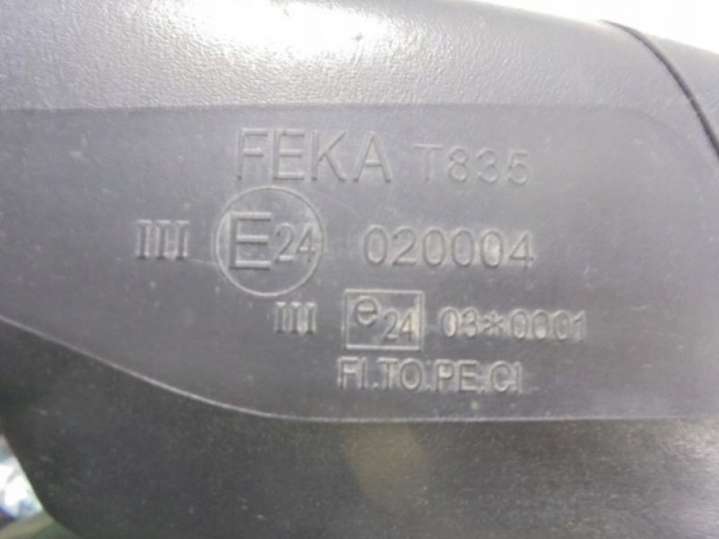 FEKA T835
III E24 020004
III e24 03*0001
FI.TO.PE.CI